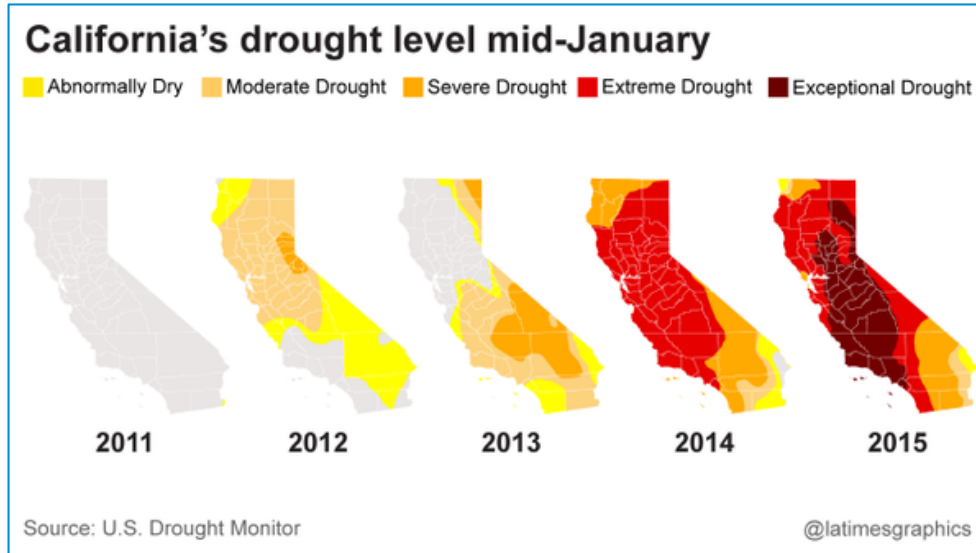 California's drought level mid-January
Abnormally Dry Moderate Drought Severe Drought Extreme Drought Exceptional Drought
2011 2012 2013 2014 2015
Source: U.S. Drought Monitor @latimesgraphics